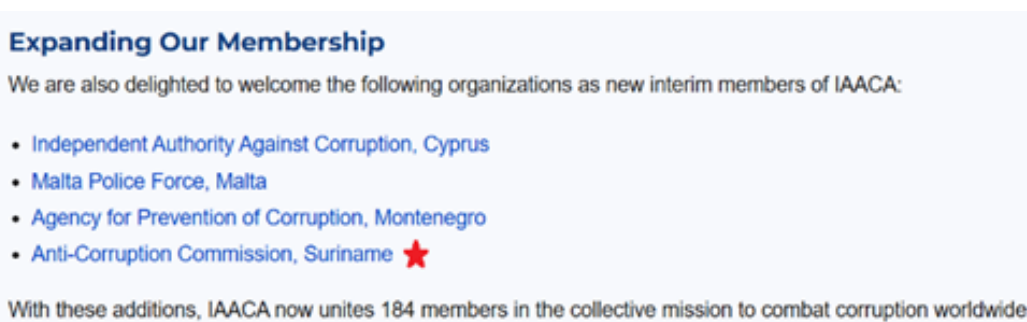 Expanding Our Membership
We are also delighted to welcome the following organizations as new interim members of IAACA:
• Independent Authority Against Corruption, Cyprus
• Malta Police Force, Malta
• Agency for Prevention of Corruption, Montenegro
• Anti-Corruption Commission, Suriname
With these additions, IAACA now unites 184 members in the collective mission to combat corruption worldwide